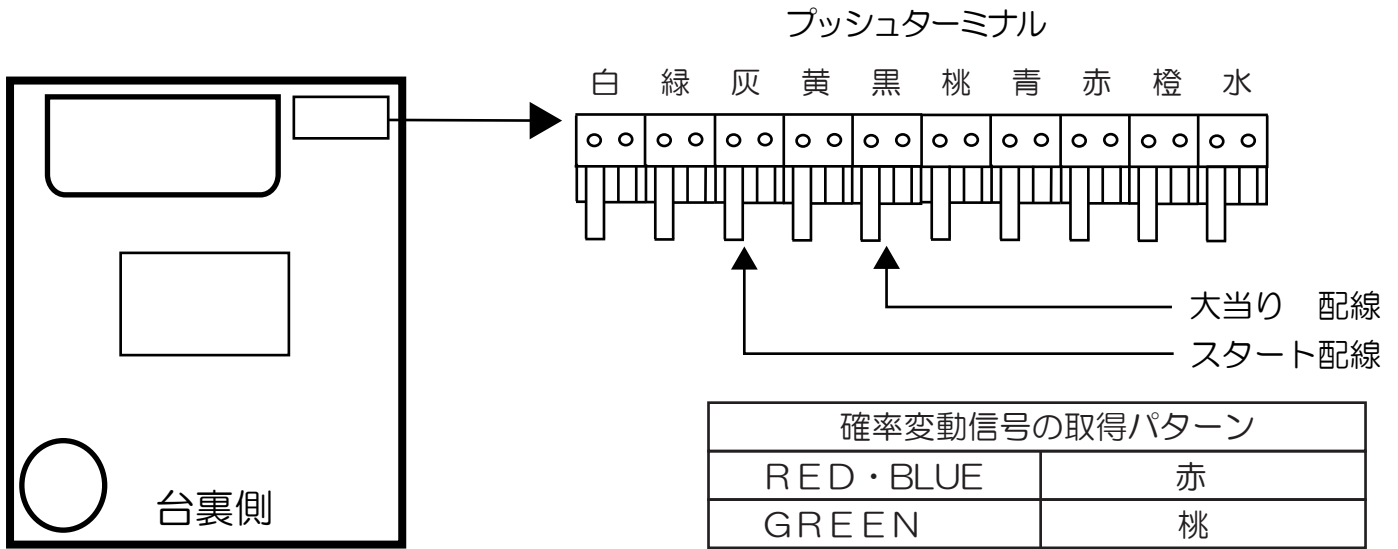 プッシュターミナル
白 緑 灰 黄 黒 桃 青 赤 橙 水
大当り 配線
スタート配線
確率変動信号の取得パターン
RED・BLUE 赤
GREEN 桃
台裏側